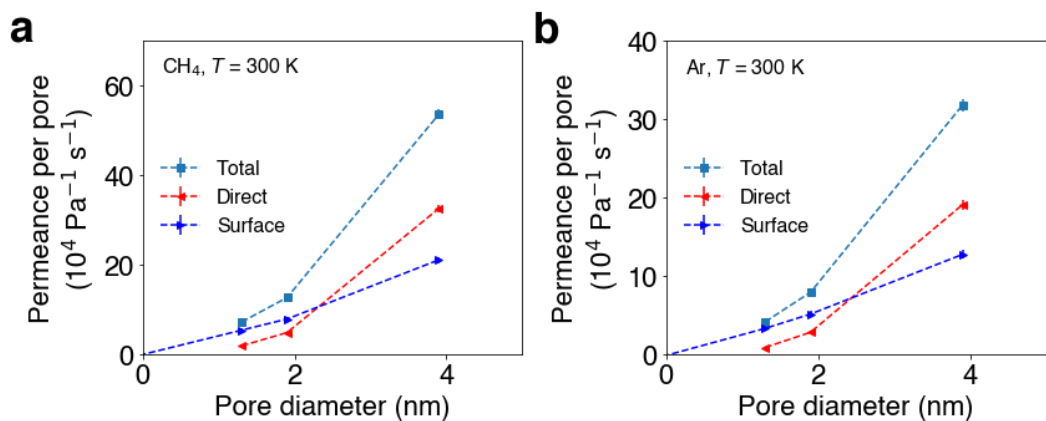 a
CH₄, T = 300 K
Permeance per pore
(10⁴ Pa⁻¹ s⁻¹)
60
40
20
0
Total
Direct
Surface
0
2
4
Pore diameter (nm)
b
Ar, T = 300 K
Permeance per pore
(10⁴ Pa⁻¹ s⁻¹)
40
30
20
10
0
Total
Direct
Surface
0
2
4
Pore diameter (nm)